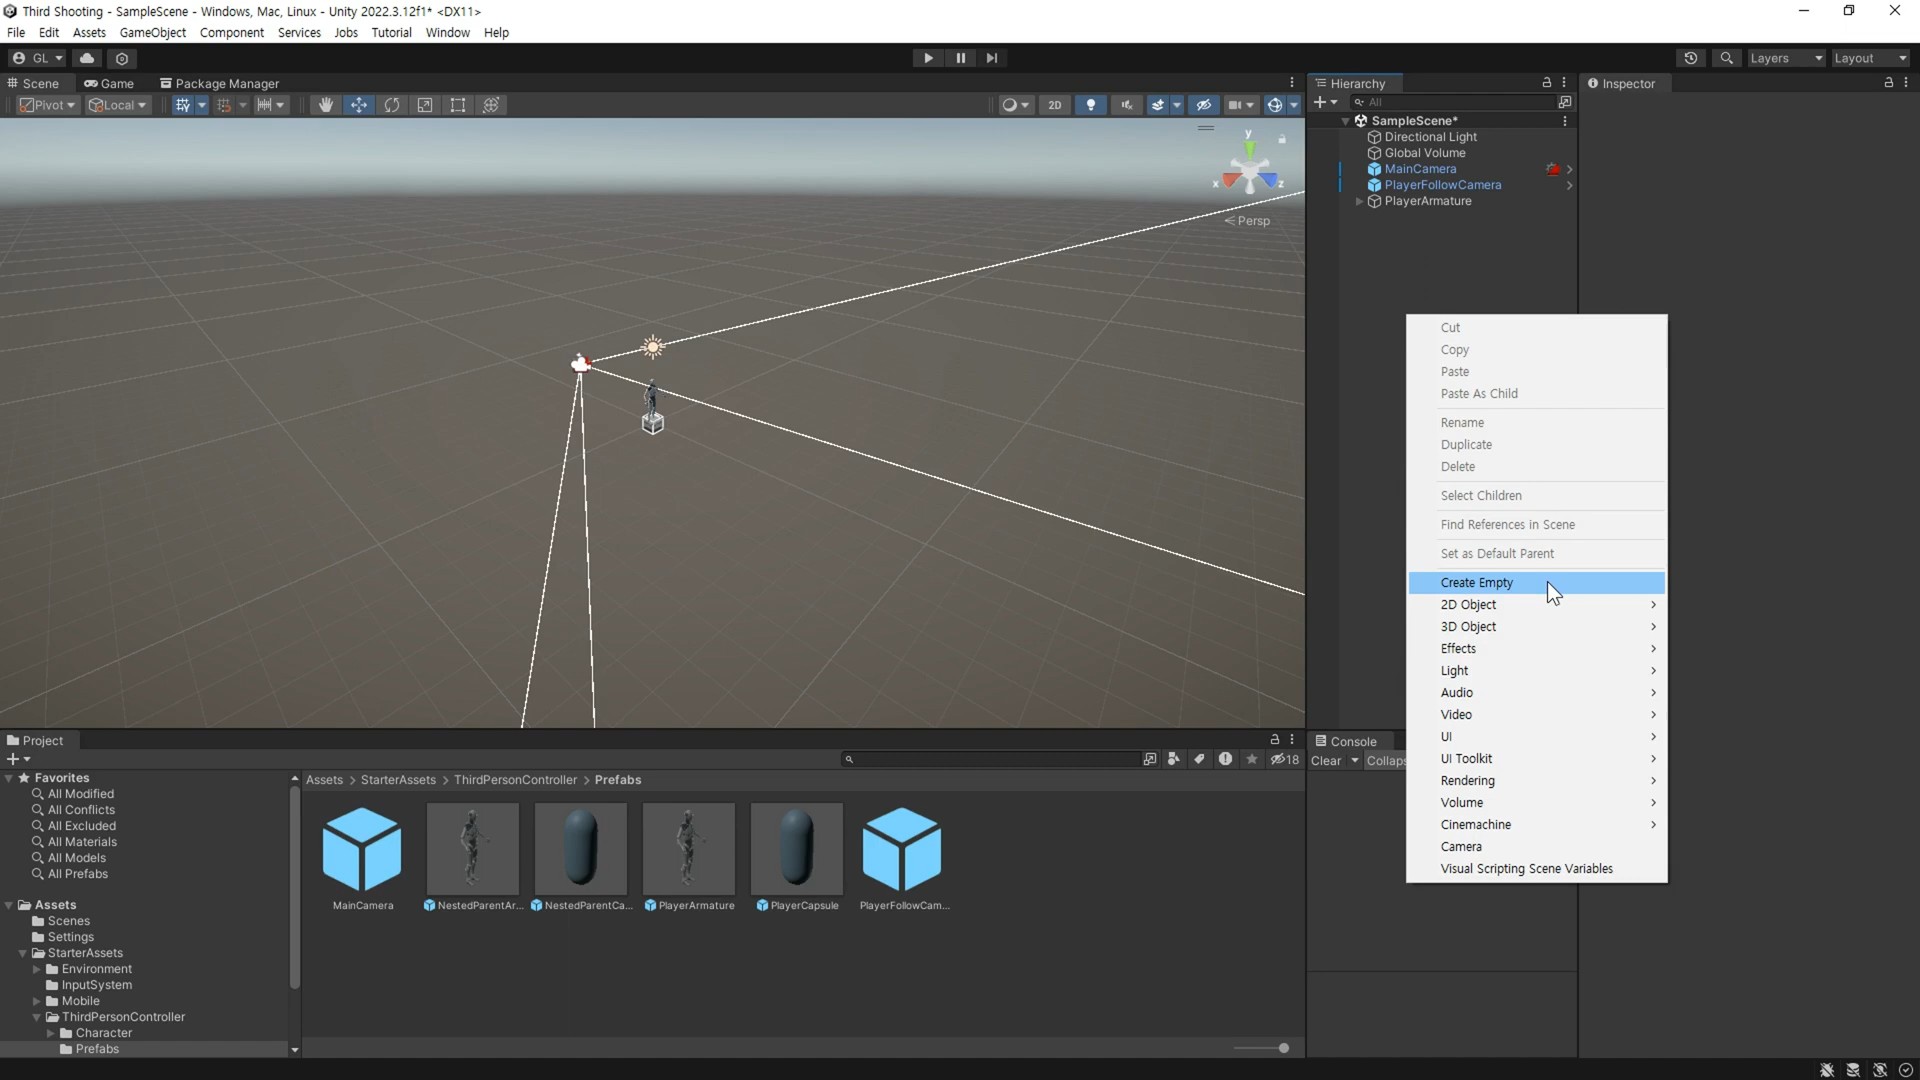 Third Shooting - SampleScene - Windows, Mac, Linux - Unity 2022.3.12f1* <DX11>
File Edit Assets GameObject Component Services Jobs Tutorial Window Help
GL
Layers
Layout
Scene
Game
Package Manager
Pivot
Local
2D
y
x
z
Persp
Hierarchy
All
SampleScene*
Directional Light
Global Volume
MainCamera
PlayerFollowCamera
PlayerArmature
Inspector
Cut
Copy
Paste
Paste As Child
Rename
Duplicate
Delete
Select Children
Find References in Scene
Set as Default Parent
Create Empty
2D Object
3D Object
Effects
Light
Audio
Video
UI
UI Toolkit
Rendering
Volume
Cinemachine
Camera
Visual Scripting Scene Variables
Project
18
Favorites
All Modified
All Conflicts
All Excluded
All Materials
All Models
All Prefabs
Assets
Scenes
Settings
StarterAssets
Environment
InputSystem
Mobile
ThirdPersonController
Character
Prefabs
Assets > StarterAssets > ThirdPersonController > Prefabs
MainCamera
NestedParentAr...
NestedParentCa...
PlayerArmature
PlayerCapsule
PlayerFollowCam...
Console
Clear
Collaps